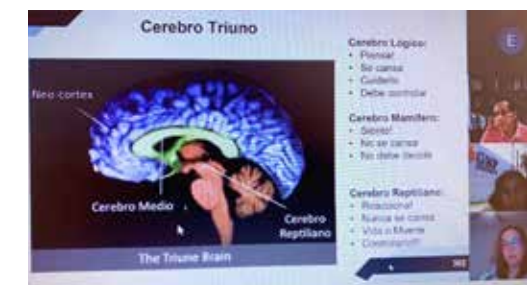 Cerebro Triuno
Neo cortex
Cerebro Medio
Cerebro
Reptiliano
The Triune Brain
Cerebro Lógico:
• Piensa!
• Se cansa
• Cuidarlo
• Debe controlar
Cerebro Mamífero:
• Siente!
• No se cansa
• No debe decidir
Cerebro Reptiliano:
• Reacciona!
• Nunca se cansa
• Vida o Muerte
• Controlarlo!!!
E